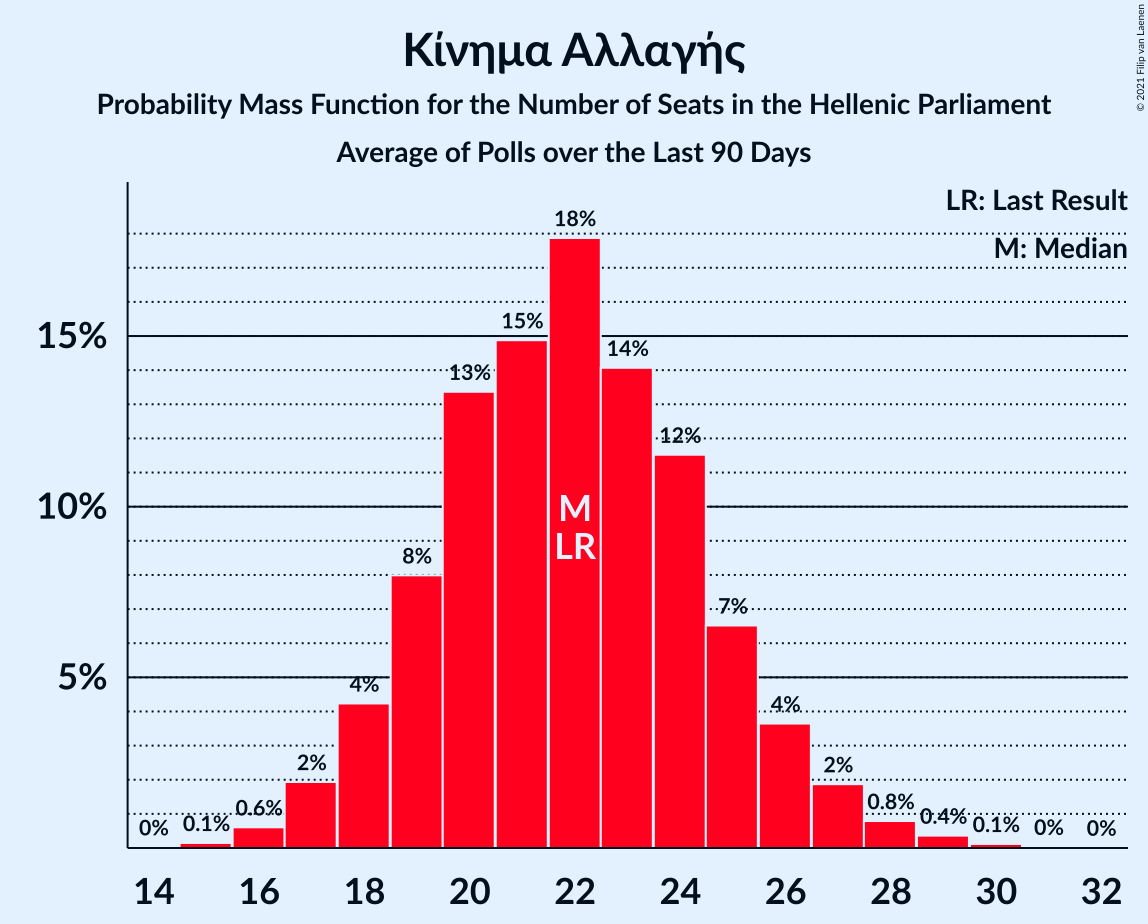 Κίνημα Αλλαγής
Probability Mass Function for the Number of Seats in the Hellenic Parliament
Average of Polls over the Last 90 Days
© 2021 Filip van Laenen
LR: Last Result
M: Median
15%
10%
5%
0%
0.1%
0.6%
2%
4%
8%
13%
15%
18%
14%
12%
7%
4%
2%
0.8%
0.4%
0.1%
0%
0%
M
LR
14 16 18 20 22 24 26 28 30 32